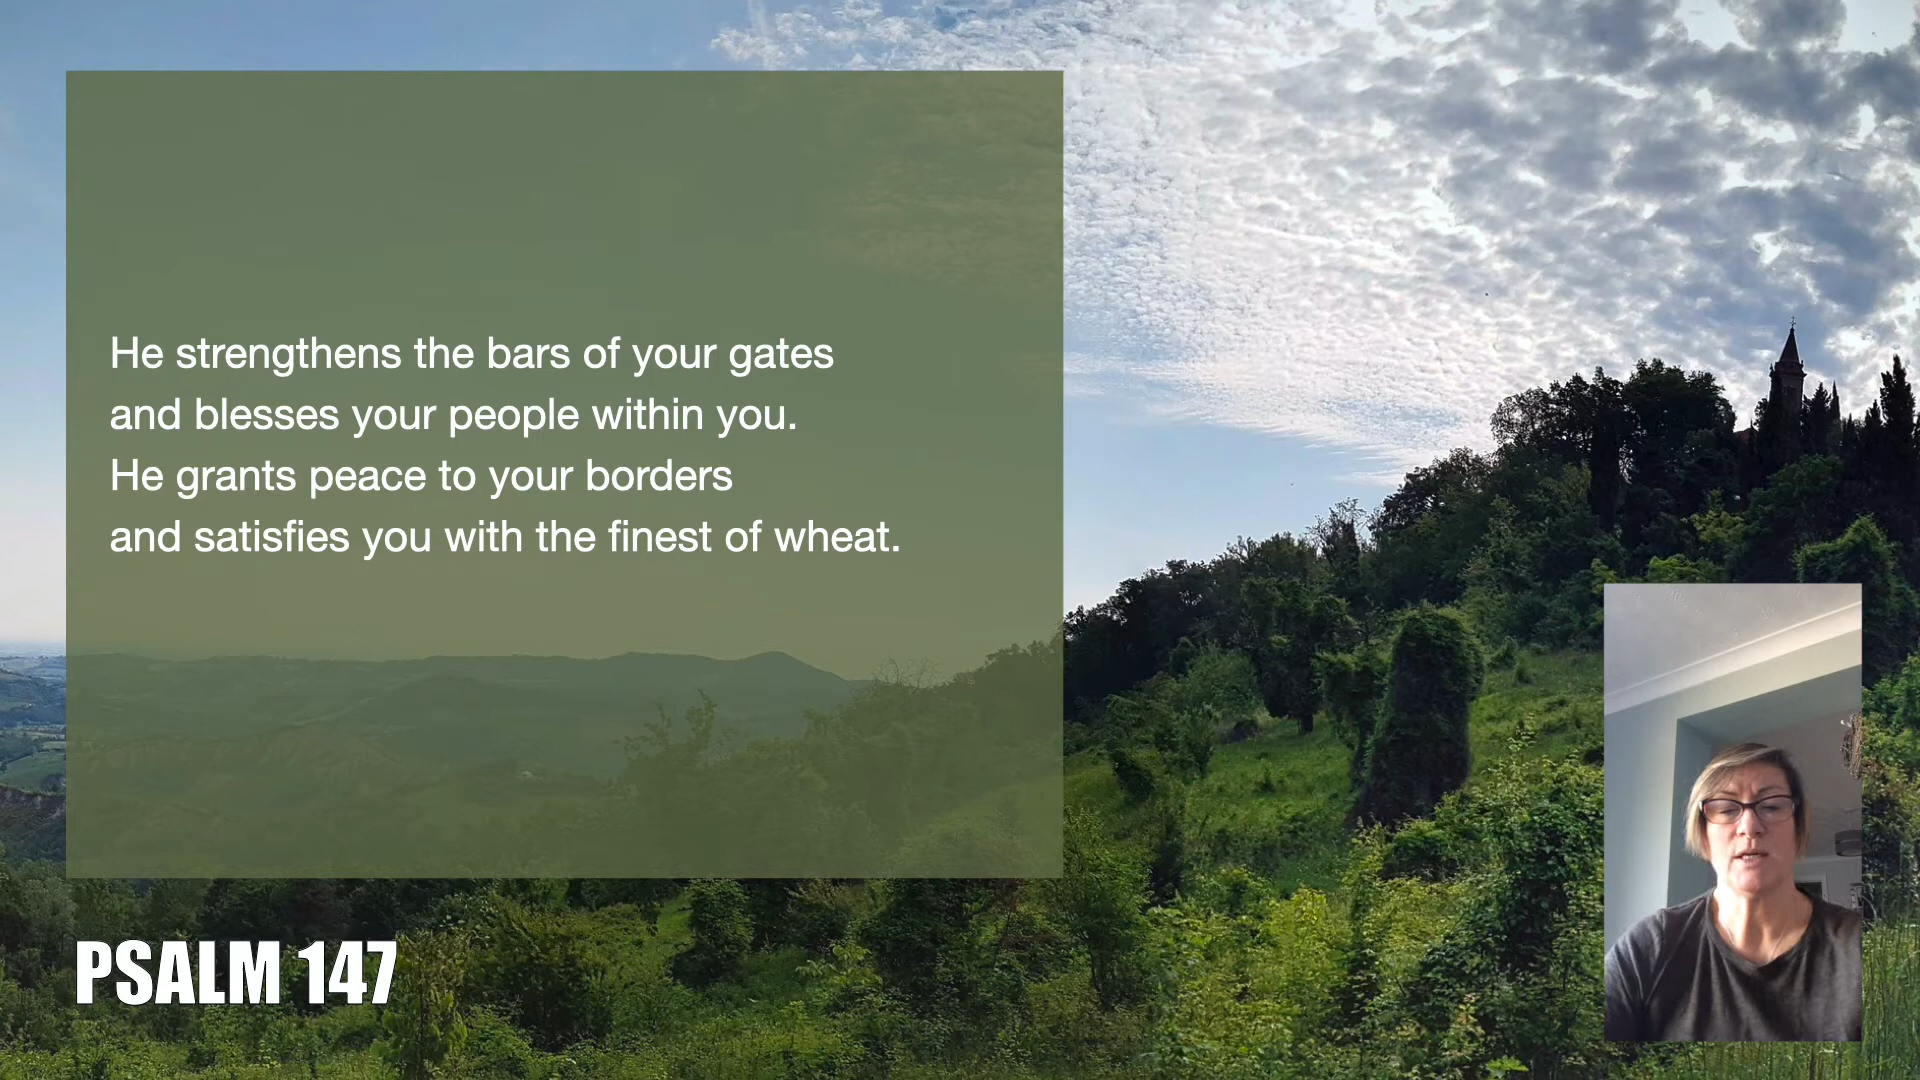 He strengthens the bars of your gates
and blesses your people within you.
He grants peace to your borders
and satisfies you with the finest of wheat.
PSALM 147